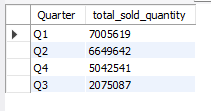 Quarter total_sold_quantity
Q1 7005619
Q2 6649642
Q4 5042541
Q3 2075087